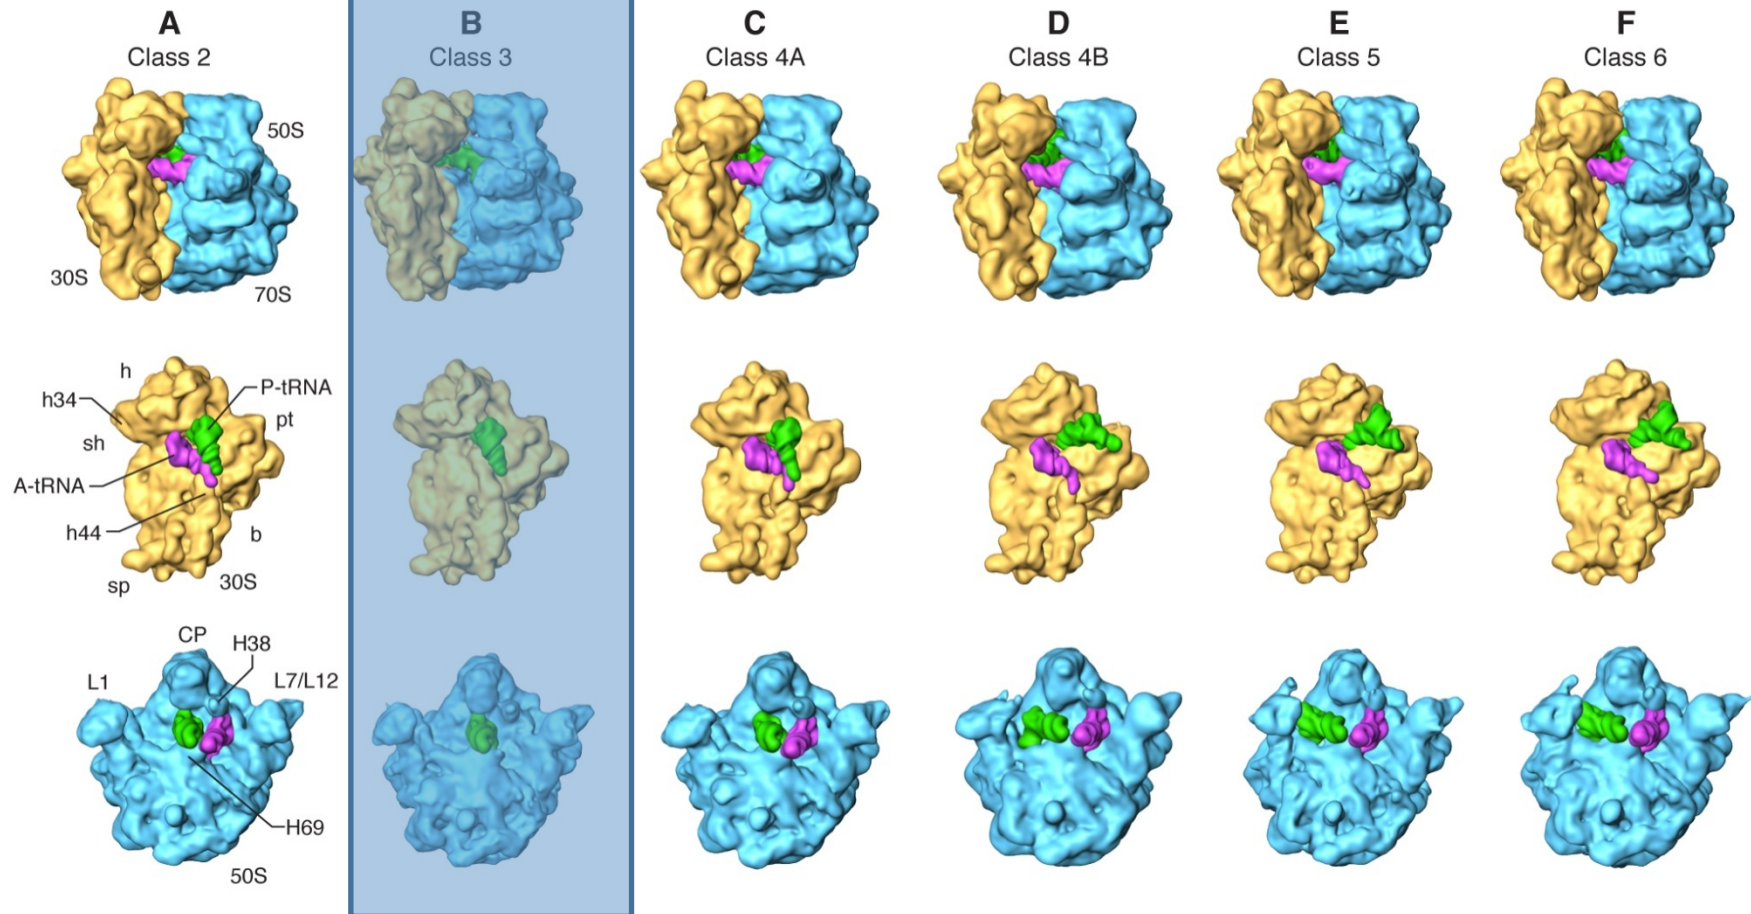 A
Class 2
B
Class 3
C
Class 4A
D
Class 4B
E
Class 5
F
Class 6
50S
30S
70S
h
h34
P-tRNA
pt
sh
A-tRNA
h44
b
sp
30S
CP
H38
L1
L7/L12
H69
50S